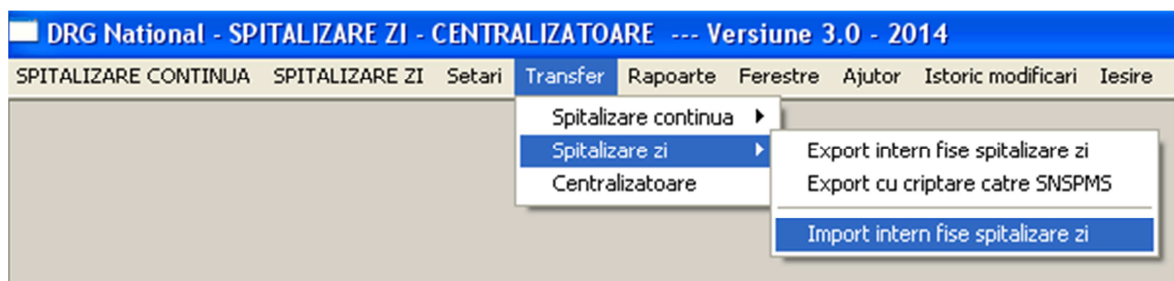 DRG National - SPITALIZARE ZI - CENTRALIZATOARE --- Versiune 3.0 - 2014
SPITALIZARE CONTINUA SPITALIZARE ZI Setari Transfer Rapoarte Ferestre Ajutor Istoric modificari Iesire
Spitalizare continua
Spitalizare zi
Centralizatoare
Export intern fise spitalizare zi
Export cu criptare catre SNSPMS
Import intern fise spitalizare zi